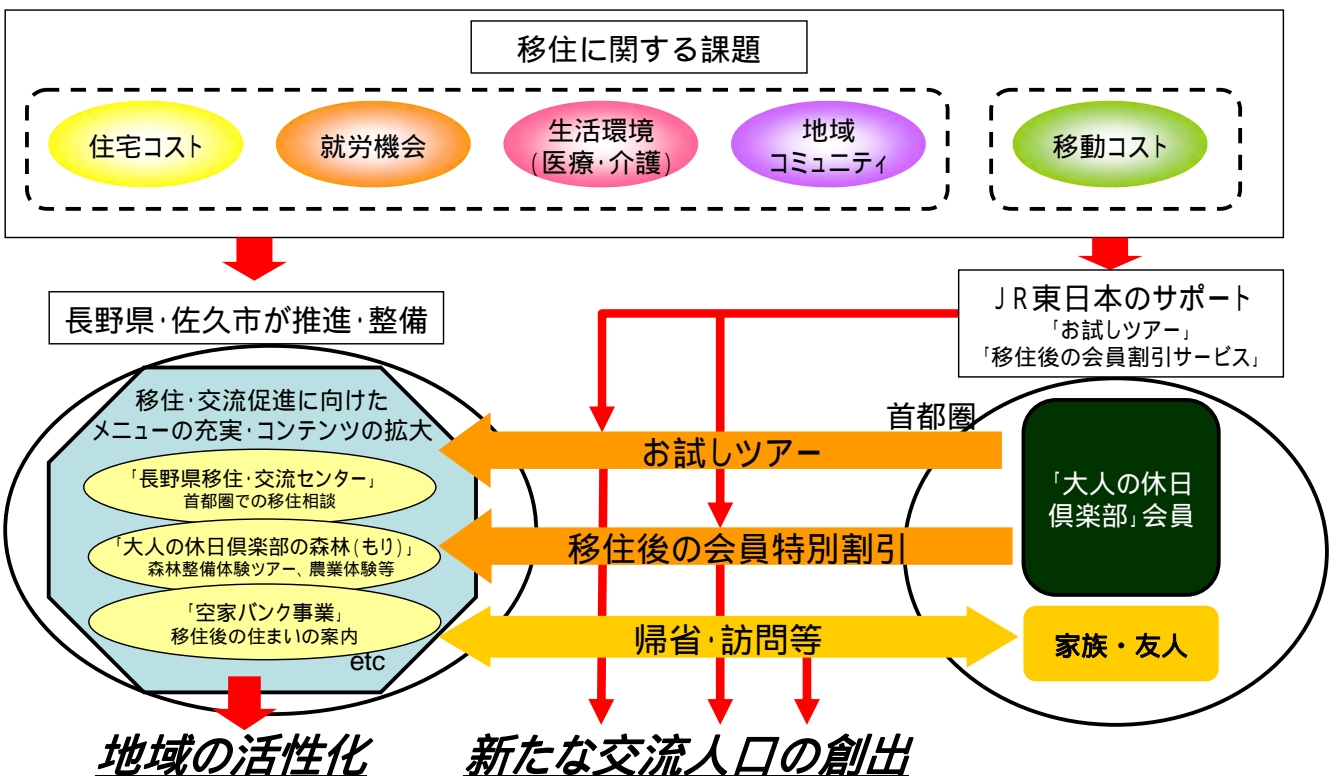 移住に関する課題
住宅コスト
就労機会
生活環境
(医療・介護)
地域
コミュニティ
移動コスト
長野県・佐久市が推進・整備
JR東日本のサポート
「お試しツアー」
「移住後の会員割引サービス」
移住・交流促進に向けた
メニューの充実・コンテンツの拡大
「長野県移住・交流センター」
首都圏での移住相談
「大人の休日倶楽部の森林(もり)」
森林整備体験ツアー、農業体験等
「空家バンク事業」
移住後の住まいの案内
etc
首都圏
お試しツアー
移住後の会員特別割引
帰省・訪問等
「大人の休日
倶楽部」会員
家族・友人
地域の活性化
新たな交流人口の創出